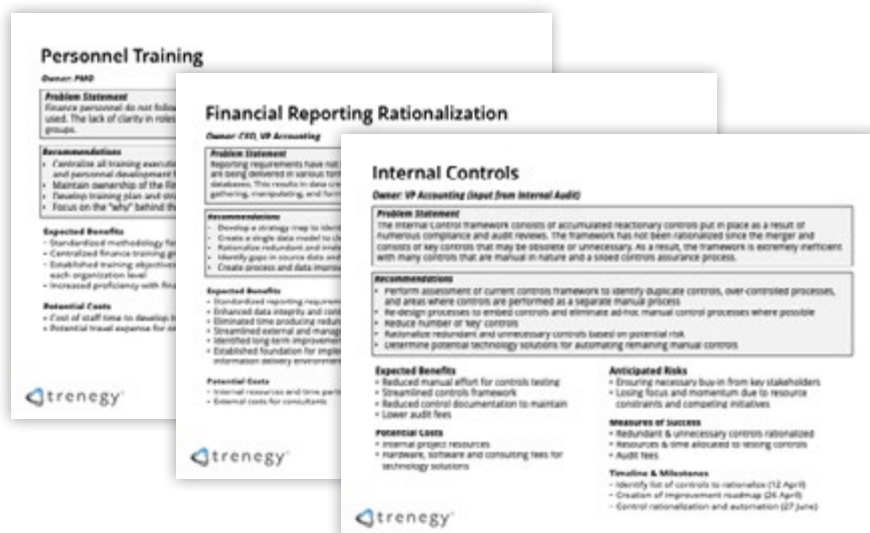 Personnel Training
Owner: PMO
Problem Statement
Finance personnel do not follow
used. The lack of clarity in roles
groups.
Recommendations
• Centralize all training executi
and personnel development
• Maintain ownership of the Fin
• Develop training plan and stra
• Focus on the "why" behind th
Expected Benefits
- Standardized methodology for
- Centralized finance training
- Established training objectives
each organization level
- Increased proficiency with fina
Potential Costs
• Cost of staff time to develop t
• Potential travel expense for
trenegy
Financial Reporting Rationalization
Owner: CFO, VP Accounting
Problem Statement
Reporting requirements have not
are being delivered in various form
databases. This results in data
gathering, manipulating, and form
Recommendations
• Develop a strategy map to identi
• Create a single data model to
• Rationalize redundant and
• Identify gaps in source data and
• Create process and data improv
Expected Benefits
• Standardized reporting requirem
• Enhanced data integrity and cont
• Eliminated time producing redun
• Streamlined external and manag
• Identified long-term improvemen
• Established foundation for imple
information delivery environmen
Potential Costs
- Internal resources and time
- External costs for consultants
trenegy
Internal Controls
Owner: VP Accounting (input from Internal Audit)
Problem Statement
The Internal Control framework consists of accumulated reactionary controls put in place as a result of
numerous compliance and audit reviews. The framework has not been rationalized since the merger and
consists of key controls that may be obsolete or unnecessary. As a result, the framework is extremely inefficient
with many controls that are manual in nature and a siloed controls assurance process.
Recommendations
• Perform assessment of current controls framework to identify duplicate controls, over-controlled processes,
and areas where controls are performed as a separate manual process
• Re-design processes to embed controls and eliminate ad-hoc manual control processes where possible
• Reduce number of 'key' controls
• Rationalize redundant and unnecessary controls based on potential risk
• Determine potential technology solutions for automating remaining manual controls
Expected Benefits
• Reduced manual effort for controls testing
• Streamlined controls framework
• Reduced control documentation to maintain
• Lower audit fees
Potential Costs
• Internal project resources
• Hardware, software and consulting fees for
technology solutions
Anticipated Risks
• Ensuring necessary buy-in from key stakeholders
• Losing focus and momentum due to resource
constraints and competing initiatives
Measures of Success
• Redundant & unnecessary controls rationalized
• Resources & time allocated to testing controls
• Audit fees
Timeline & Milestones
- Identify list of controls to rationalize (12 April)
- Creation of improvement roadmap (26 April)
- Control rationalization and automation (27 June)
trenegy